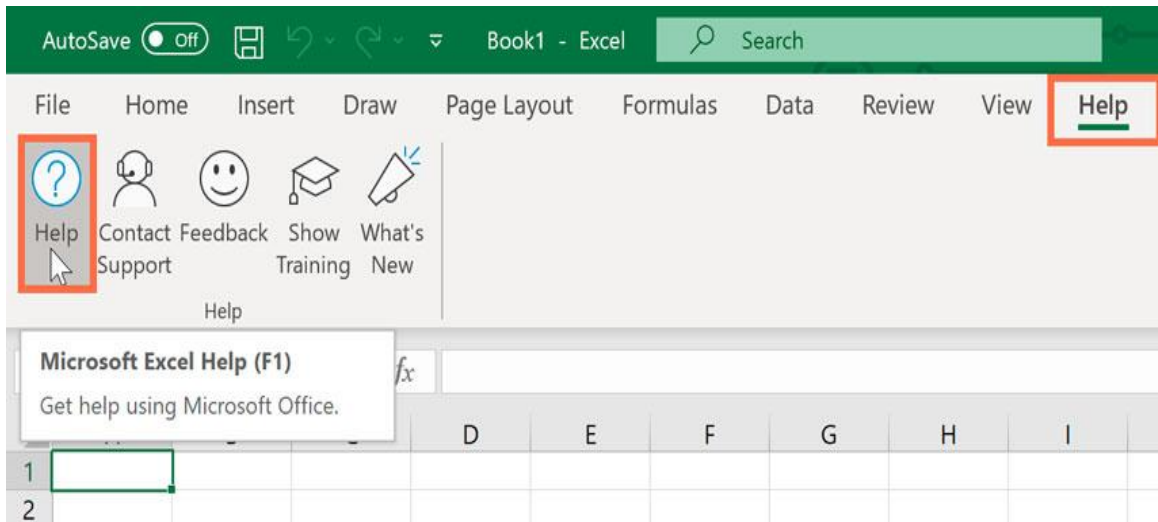 AutoSave Off Book1 - Excel Search
File Home Insert Draw Page Layout Formulas Data Review View Help
Help Contact Support Feedback Show Training What's New
Help
Microsoft Excel Help (F1)
Get help using Microsoft Office.
fx
D E F G H I
1
2